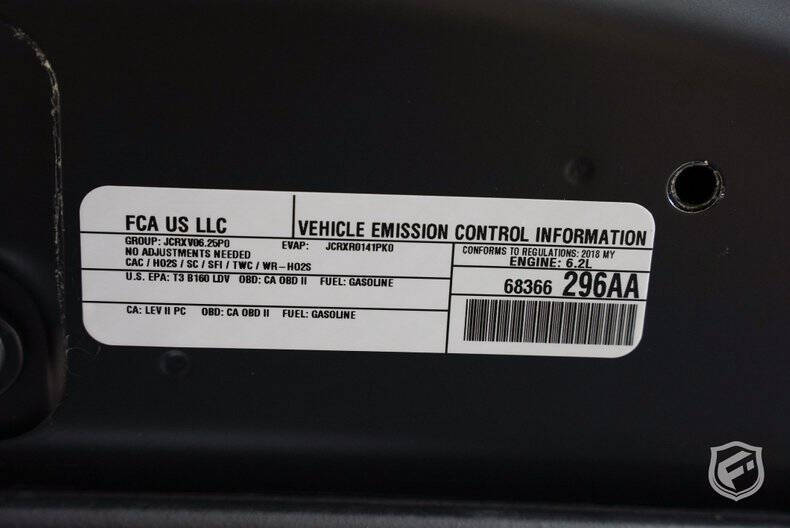 FCA US LLC
VEHICLE EMISSION CONTROL INFORMATION
GROUP: JCRXV06.25P0 EVAP: JCRXR0141PK0
NO ADJUSTMENTS NEEDED
CAC / HO2S / SC / SFI / TWC / WR-HO2S
CONFORMS TO REGULATIONS: 2018 MY
ENGINE: 6.2L
U.S. EPA: T3 B160 LDV OBD: CA OBD II FUEL: GASOLINE
68366 296AA
CA: LEV II PC OBD: CA OBD II FUEL: GASOLINE